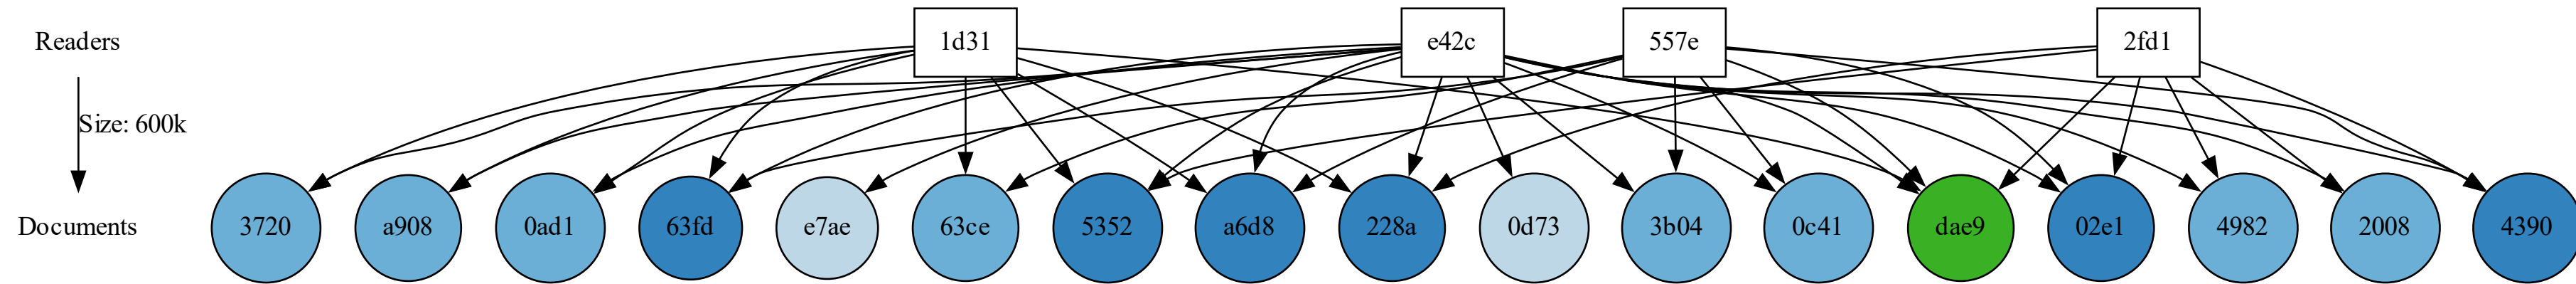 Readers
1d31
e42c
557e
2fd1
Size: 600k
Documents
3720
a908
0ad1
63fd
e7ae
63ce
5352
a6d8
228a
0d73
3b04
0c41
dae9
02e1
4982
2008
4390